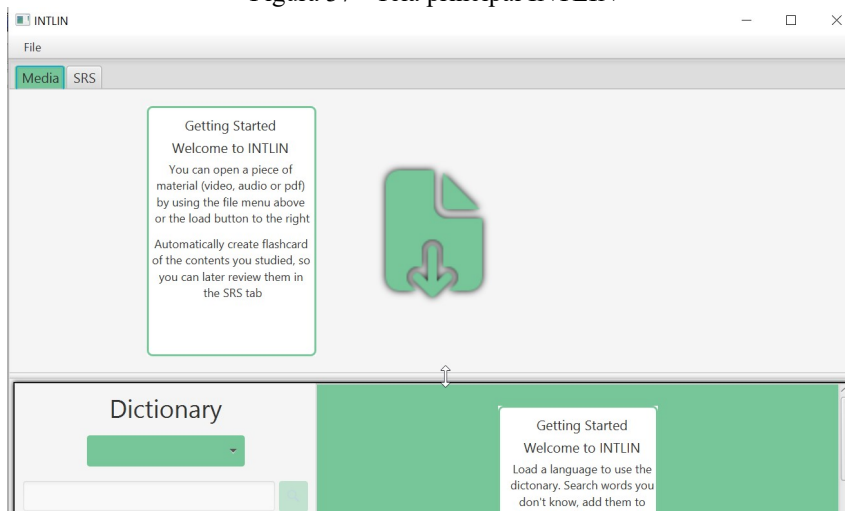 INTLIN
File
Media SRS
Getting Started
Welcome to INTLIN
You can open a piece of
material (video, audio or pdf)
by using the file menu above
or the load button to the right
Automatically create flashcard
of the contents you studied, so
you can later review them in
the SRS tab
Dictionary
Getting Started
Welcome to INTLIN
Load a language to use the
dictonary. Search words you
don't know, add them to